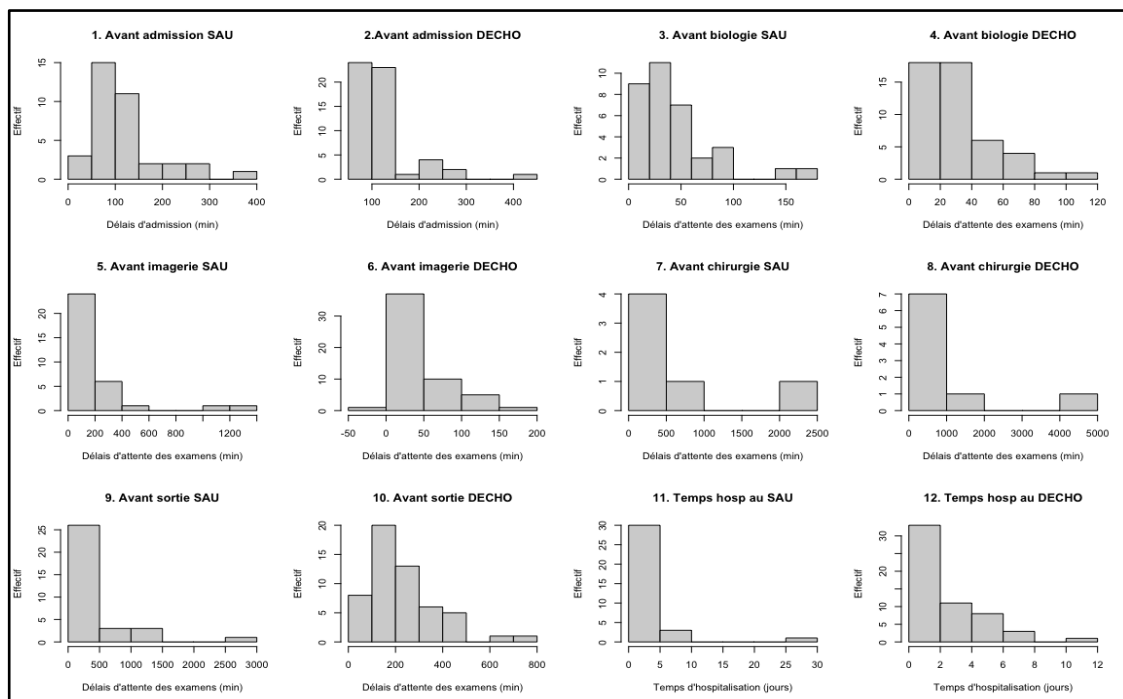 1. Avant admission SAU
Effectif
0 5 10 15
0 100 200 300 400
Délais d'admission (min)
2.Avant admission DECHO
Effectif
0 5 10 20
100 200 300 400
Délais d'admission (min)
3. Avant biologie SAU
Effectif
0 2 4 6 8 10
0 50 100 150
Délais d'attente des examens (min)
4. Avant biologie DECHO
Effectif
0 5 10 15
0 20 40 60 80 120
Délais d'attente des examens (min)
5. Avant imagerie SAU
Effectif
0 5 10 20
0 200 400 600 800 1200
Délais d'attente des examens (min)
6. Avant imagerie DECHO
Effectif
0 10 20 30
-50 0 50 100 150 200
Délais d'attente des examens (min)
7. Avant chirurgie SAU
Effectif
0 1 2 3 4
0 500 1000 1500 2000 2500
Délais d'attente des examens (min)
8. Avant chirurgie DECHO
Effectif
0 1 2 3 4 5 6 7
0 1000 2000 3000 4000 5000
Délais d'attente des examens (min)
9. Avant sortie SAU
Effectif
0 5 10 15 20 25
0 500 1000 1500 2000 2500 3000
Délais d'attente des examens (min)
10. Avant sortie DECHO
Effectif
0 5 10 15 20
0 200 400 600 800
Délais d'attente des examens (min)
11. Temps hosp au SAU
Effectif
0 5 10 15 20 25 30
0 5 10 15 20 25 30
Temps d'hospitalisation (jours)
12. Temps hosp au DECHO
Effectif
0 5 10 20 30
0 2 4 6 8 10 12
Temps d'hospitalisation (jours)